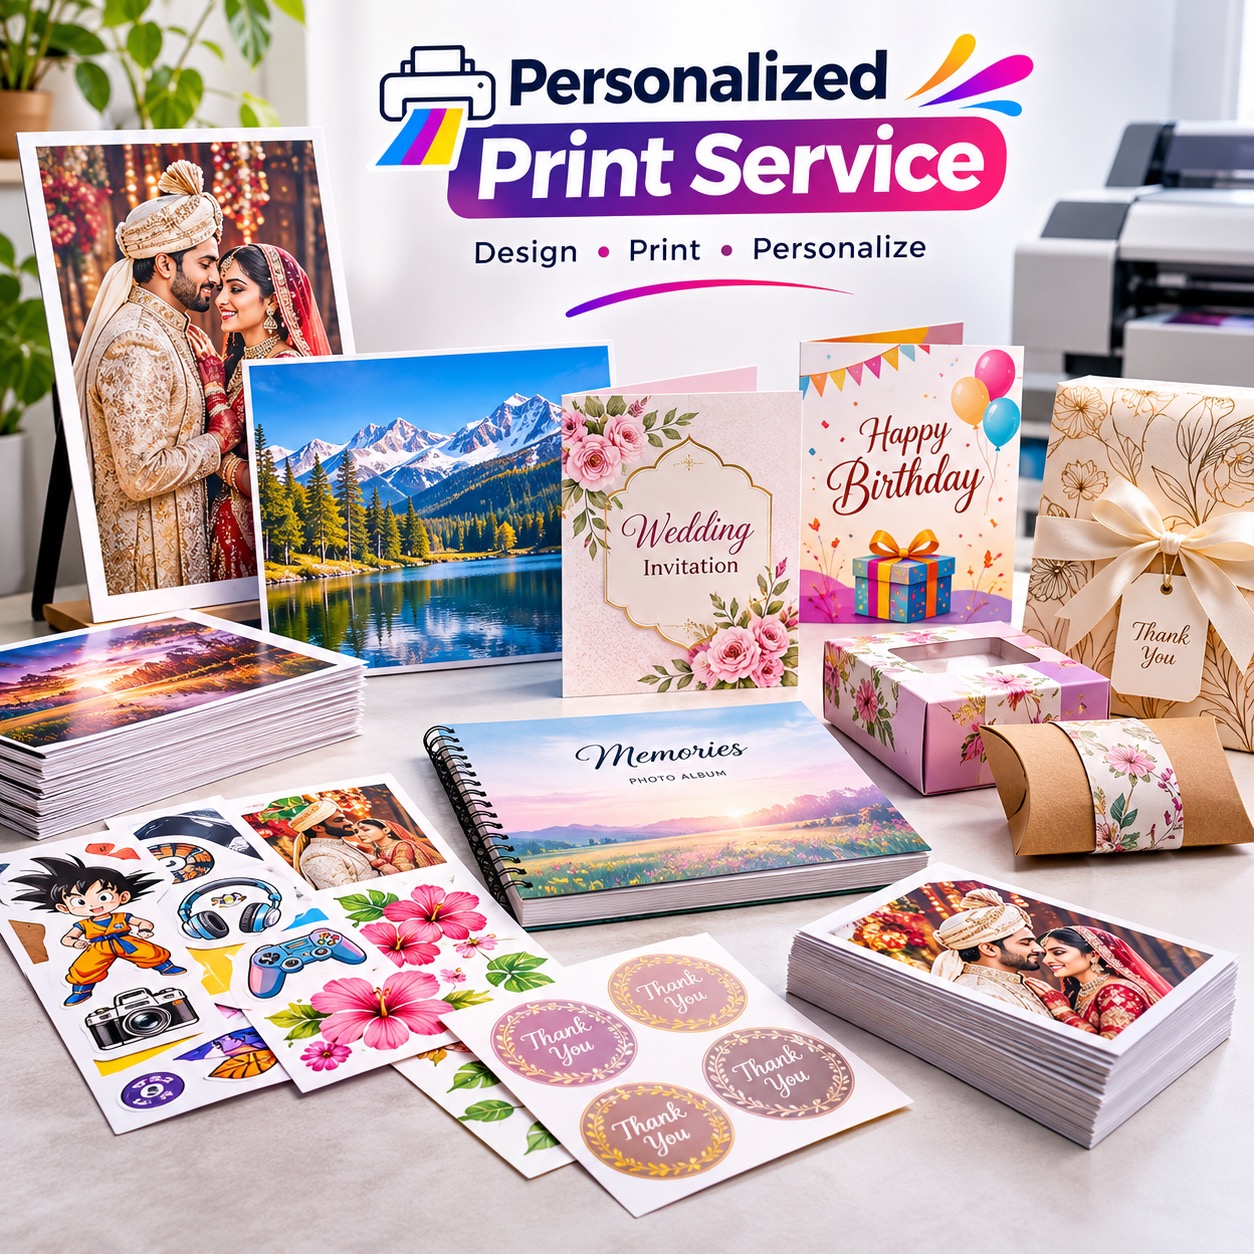 Personalized
Print Service
Design • Print • Personalize
Happy
Birthday
Wedding
Invitation
Thank
You
Memories
PHOTO ALBUM
Thank
You
Thank
You
Thank
You
Thank
You